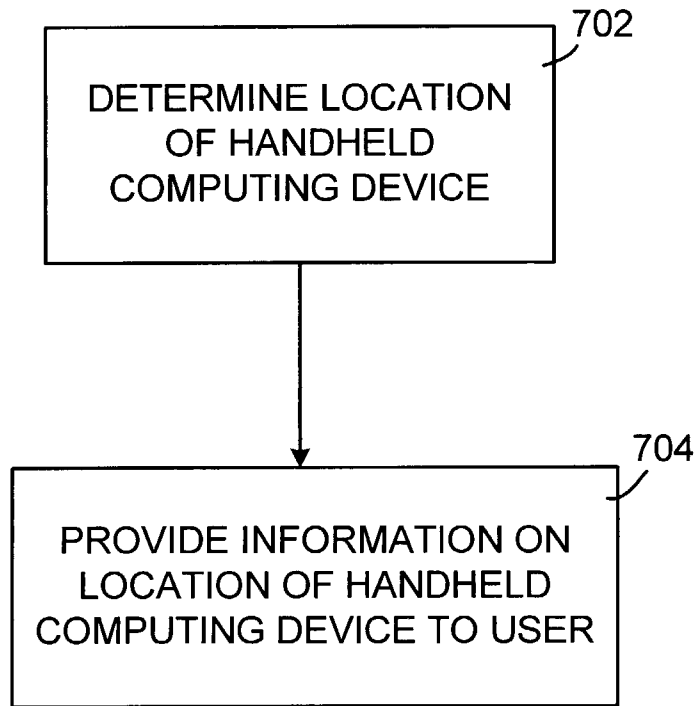 702
DETERMINE LOCATION
OF HANDHELD
COMPUTING DEVICE
704
PROVIDE INFORMATION ON
LOCATION OF HANDHELD
COMPUTING DEVICE TO USER